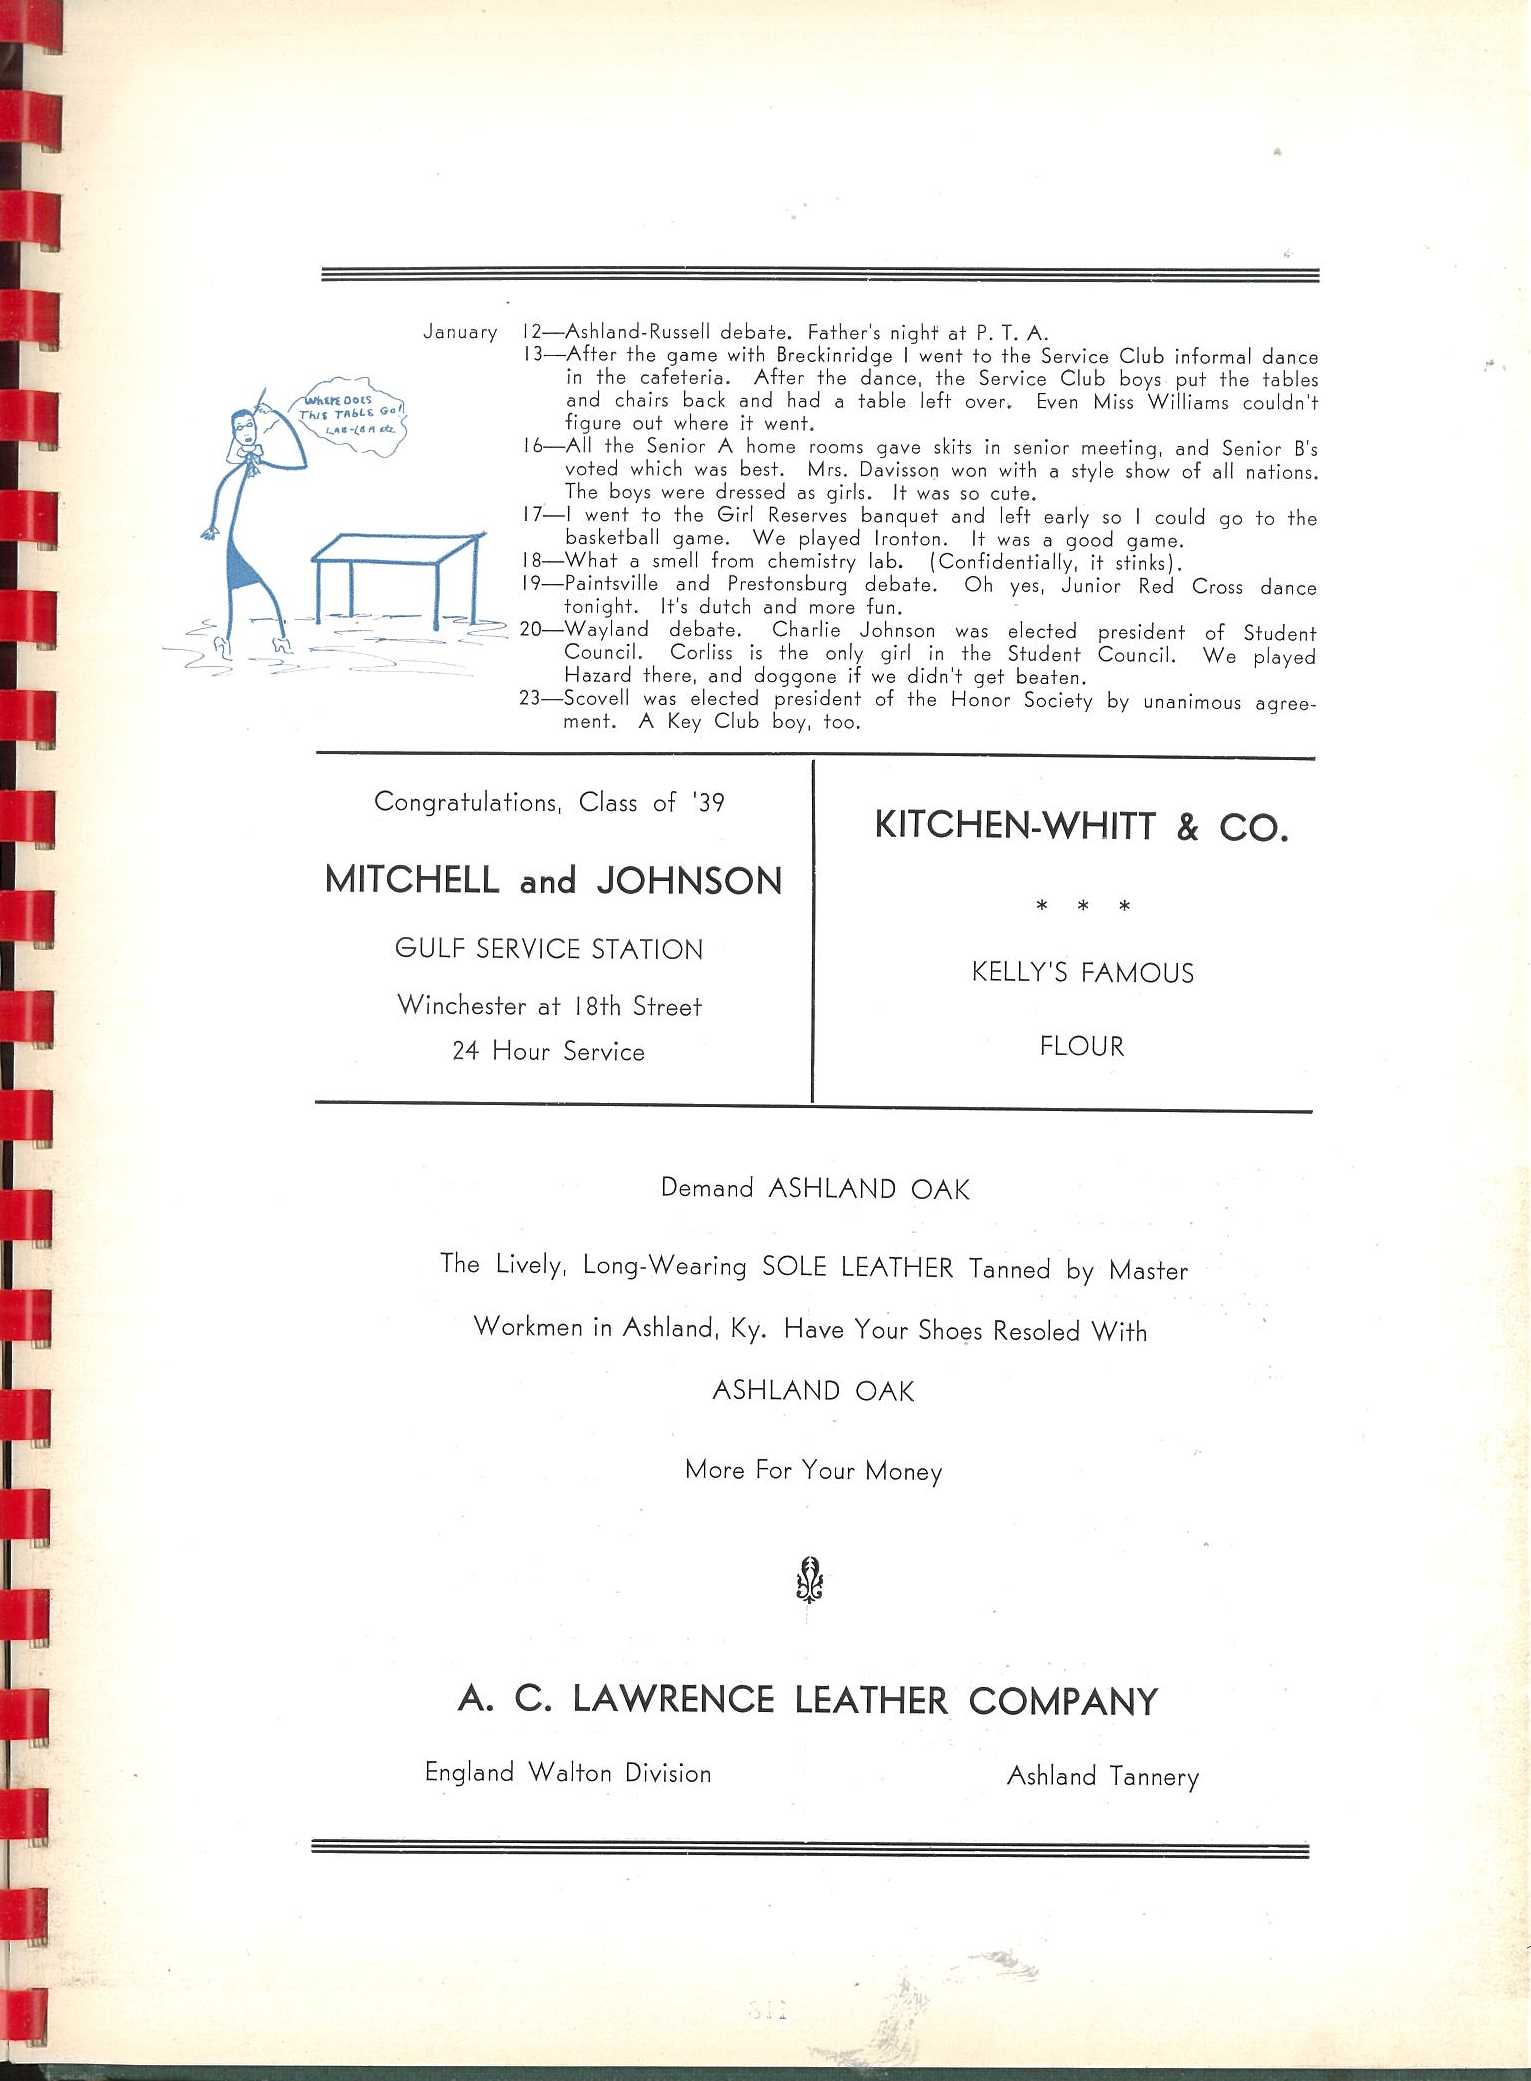 January 12—Ashland-Russell debate. Father's night at P. T. A.
13—After the game with Breckinridge I went to the Service Club informal dance
in the cafeteria. After the dance, the Service Club boys put the tables
and chairs back and had a table left over. Even Miss Williams couldn't
figure out where it went.
16—All the Senior A home rooms gave skits in senior meeting, and Senior B's
voted which was best. Mrs. Davisson won with a style show of all nations.
The boys were dressed as girls. It was so cute.
17—I went to the Girl Reserves banquet and left early so I could go to the
basketball game. We played Ironton. It was a good game.
18—What a smell from chemistry lab. (Confidentially, it stinks).
19—Paintsville and Prestonsburg debate. Oh yes, Junior Red Cross dance
tonight. It's dutch and more fun.
20—Wayland debate. Charlie Johnson was elected president of Student
Council. Corliss is the only girl in the Student Council. We played
Hazard there, and doggone if we didn't get beaten.
23—Scovell was elected president of the Honor Society by unanimous agree-
ment. A Key Club boy, too.
WHERE DOES
THIS TABLE GO!
Congratulations, Class of '39
MITCHELL and JOHNSON
GULF SERVICE STATION
Winchester at 18th Street
24 Hour Service
KITCHEN-WHITT & CO.
* * *
KELLY'S FAMOUS
FLOUR
Demand ASHLAND OAK
The Lively, Long-Wearing SOLE LEATHER Tanned by Master
Workmen in Ashland, Ky. Have Your Shoes Resoled With
ASHLAND OAK
More For Your Money
A. C. LAWRENCE LEATHER COMPANY
England Walton Division
Ashland Tannery